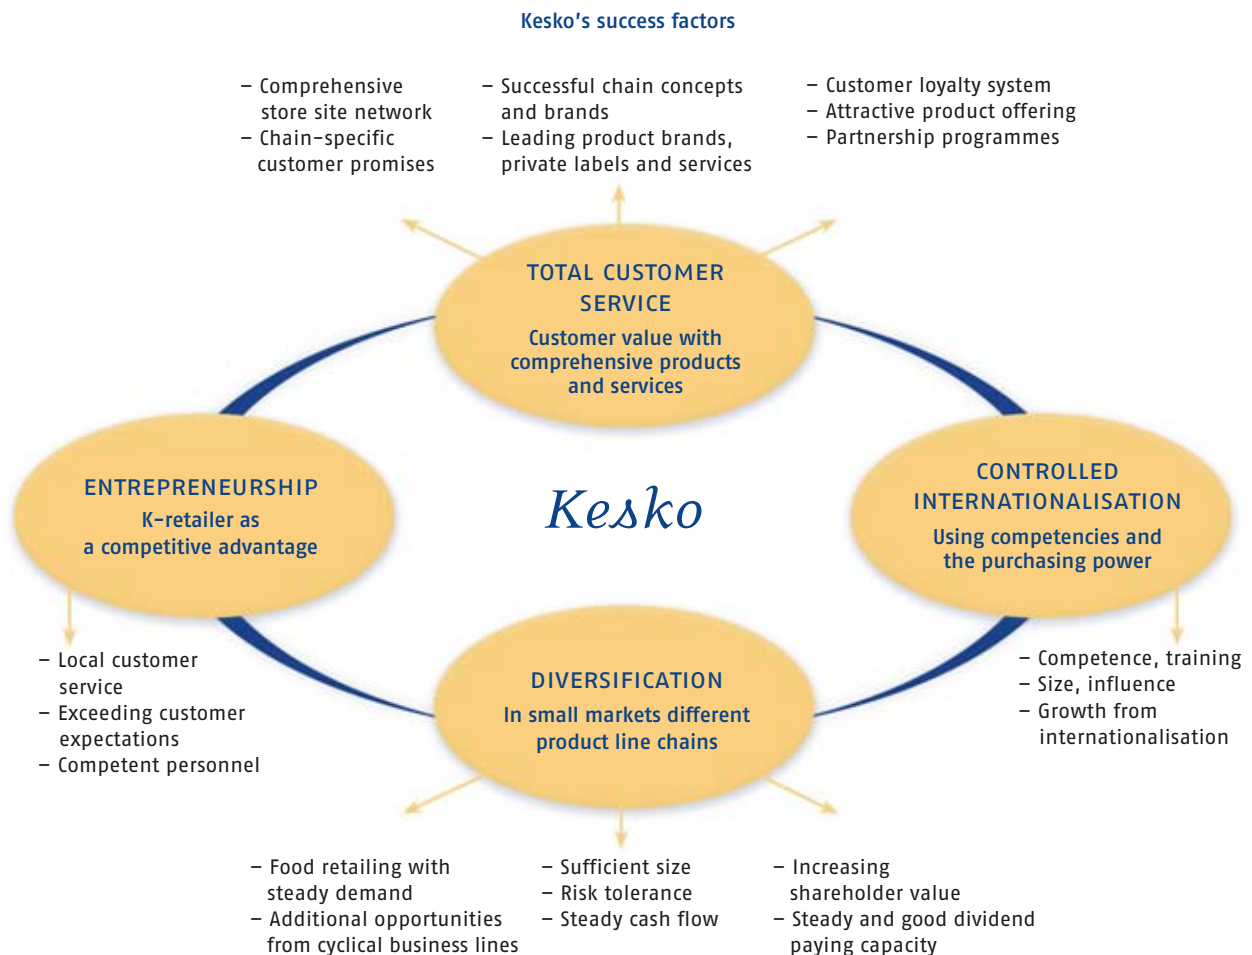 Kesko's success factors
– Comprehensive
store site network
– Chain-specific
customer promises
– Successful chain concepts
and brands
– Leading product brands,
private labels and services
– Customer loyalty system
– Attractive product offering
– Partnership programmes
TOTAL CUSTOMER
SERVICE
Customer value with
comprehensive products
and services
ENTREPRENEURSHIP
K-retailer as
a competitive advantage
Kesko
CONTROLLED
INTERNATIONALISATION
Using competencies and
the purchasing power
– Local customer
service
– Exceeding customer
expectations
– Competent personnel
DIVERSIFICATION
In small markets different
product line chains
– Competence, training
– Size, influence
– Growth from
internationalisation
– Food retailing with
steady demand
– Additional opportunities
from cyclical business lines
– Sufficient size
– Risk tolerance
– Steady cash flow
– Increasing
shareholder value
– Steady and good dividend
paying capacity